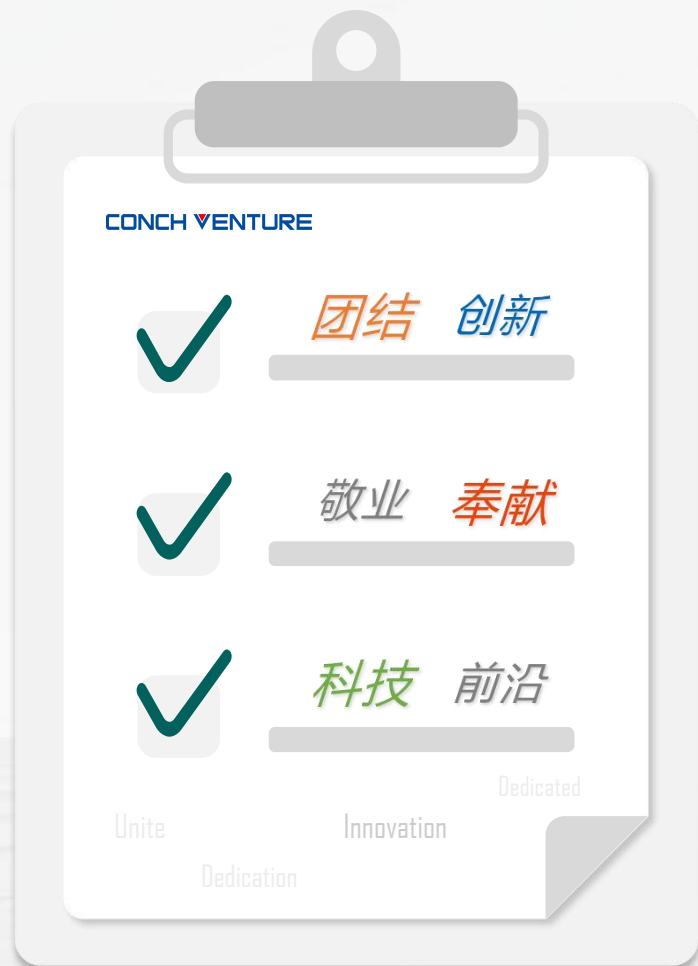 CONCH VENTURE
团结 创新
敬业 奉献
科技 前沿
Dedicated
Unite Innovation
Dedication